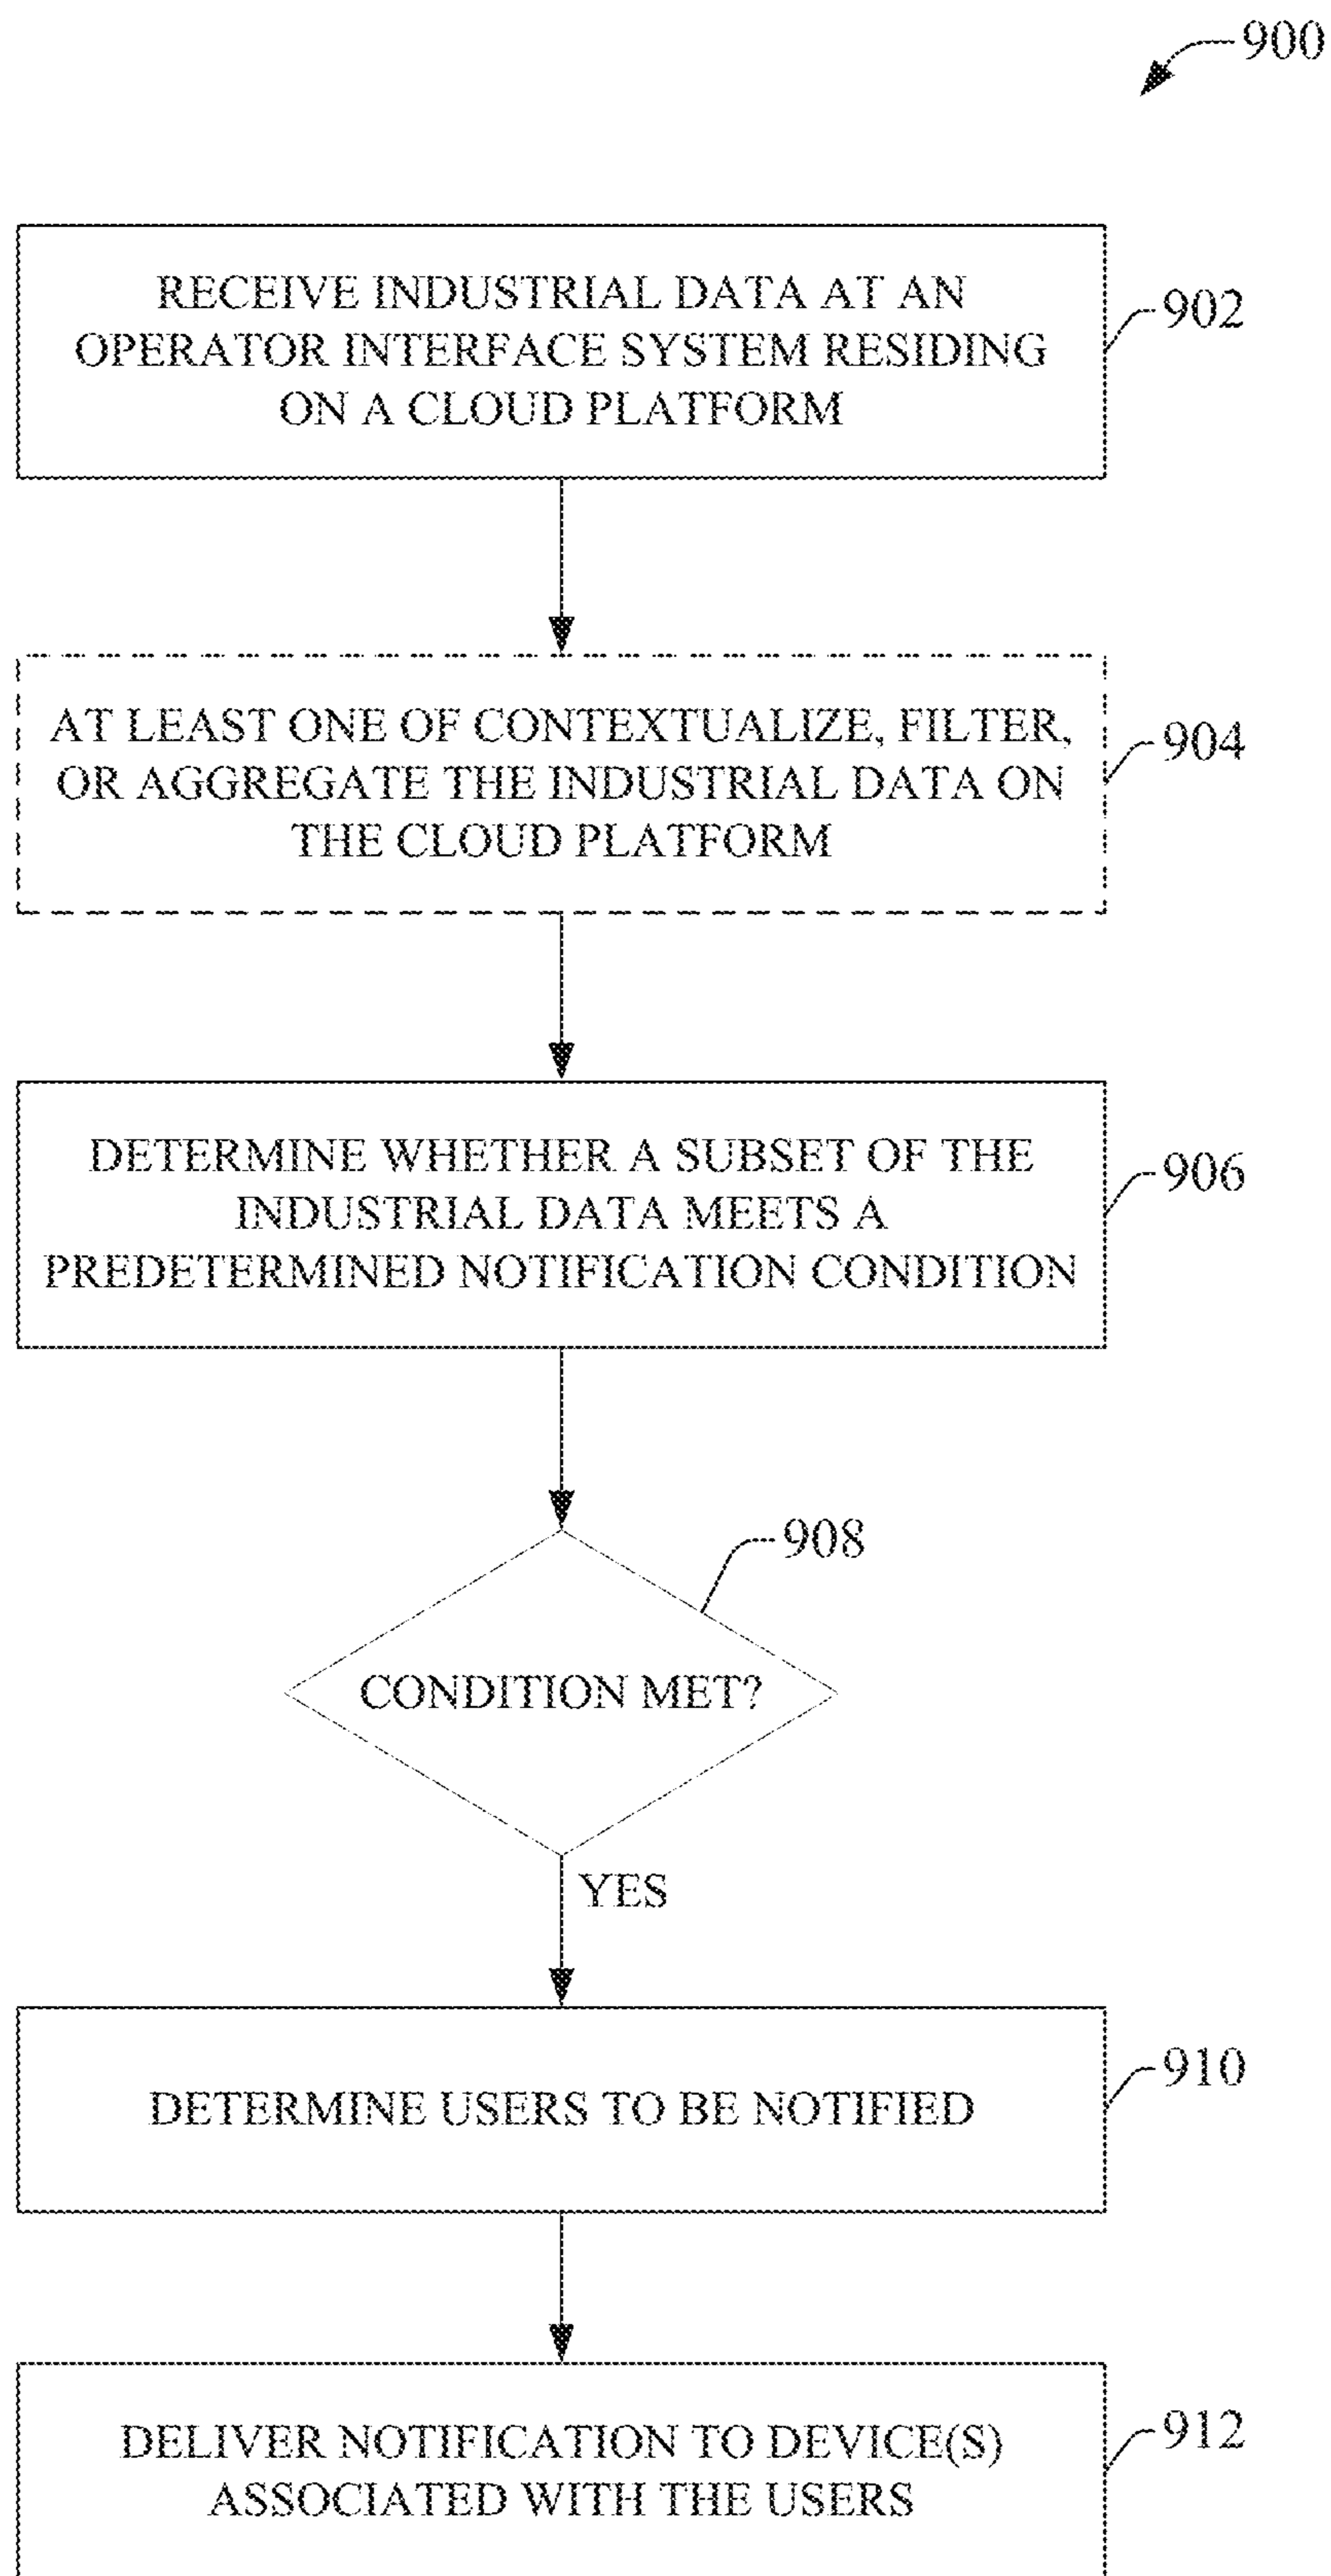 900
RECEIVE INDUSTRIAL DATA AT AN
OPERATOR INTERFACE SYSTEM RESIDING
ON A CLOUD PLATFORM
902
AT LEAST ONE OF CONTEXTUALIZE, FILTER,
OR AGGREGATE THE INDUSTRIAL DATA ON
THE CLOUD PLATFORM
904
DETERMINE WHETHER A SUBSET OF THE
INDUSTRIAL DATA MEETS A
PREDETERMINED NOTIFICATION CONDITION
906
908
CONDITION MET?
YES
DETERMINE USERS TO BE NOTIFIED
910
DELIVER NOTIFICATION TO DEVICE(S)
ASSOCIATED WITH THE USERS
912